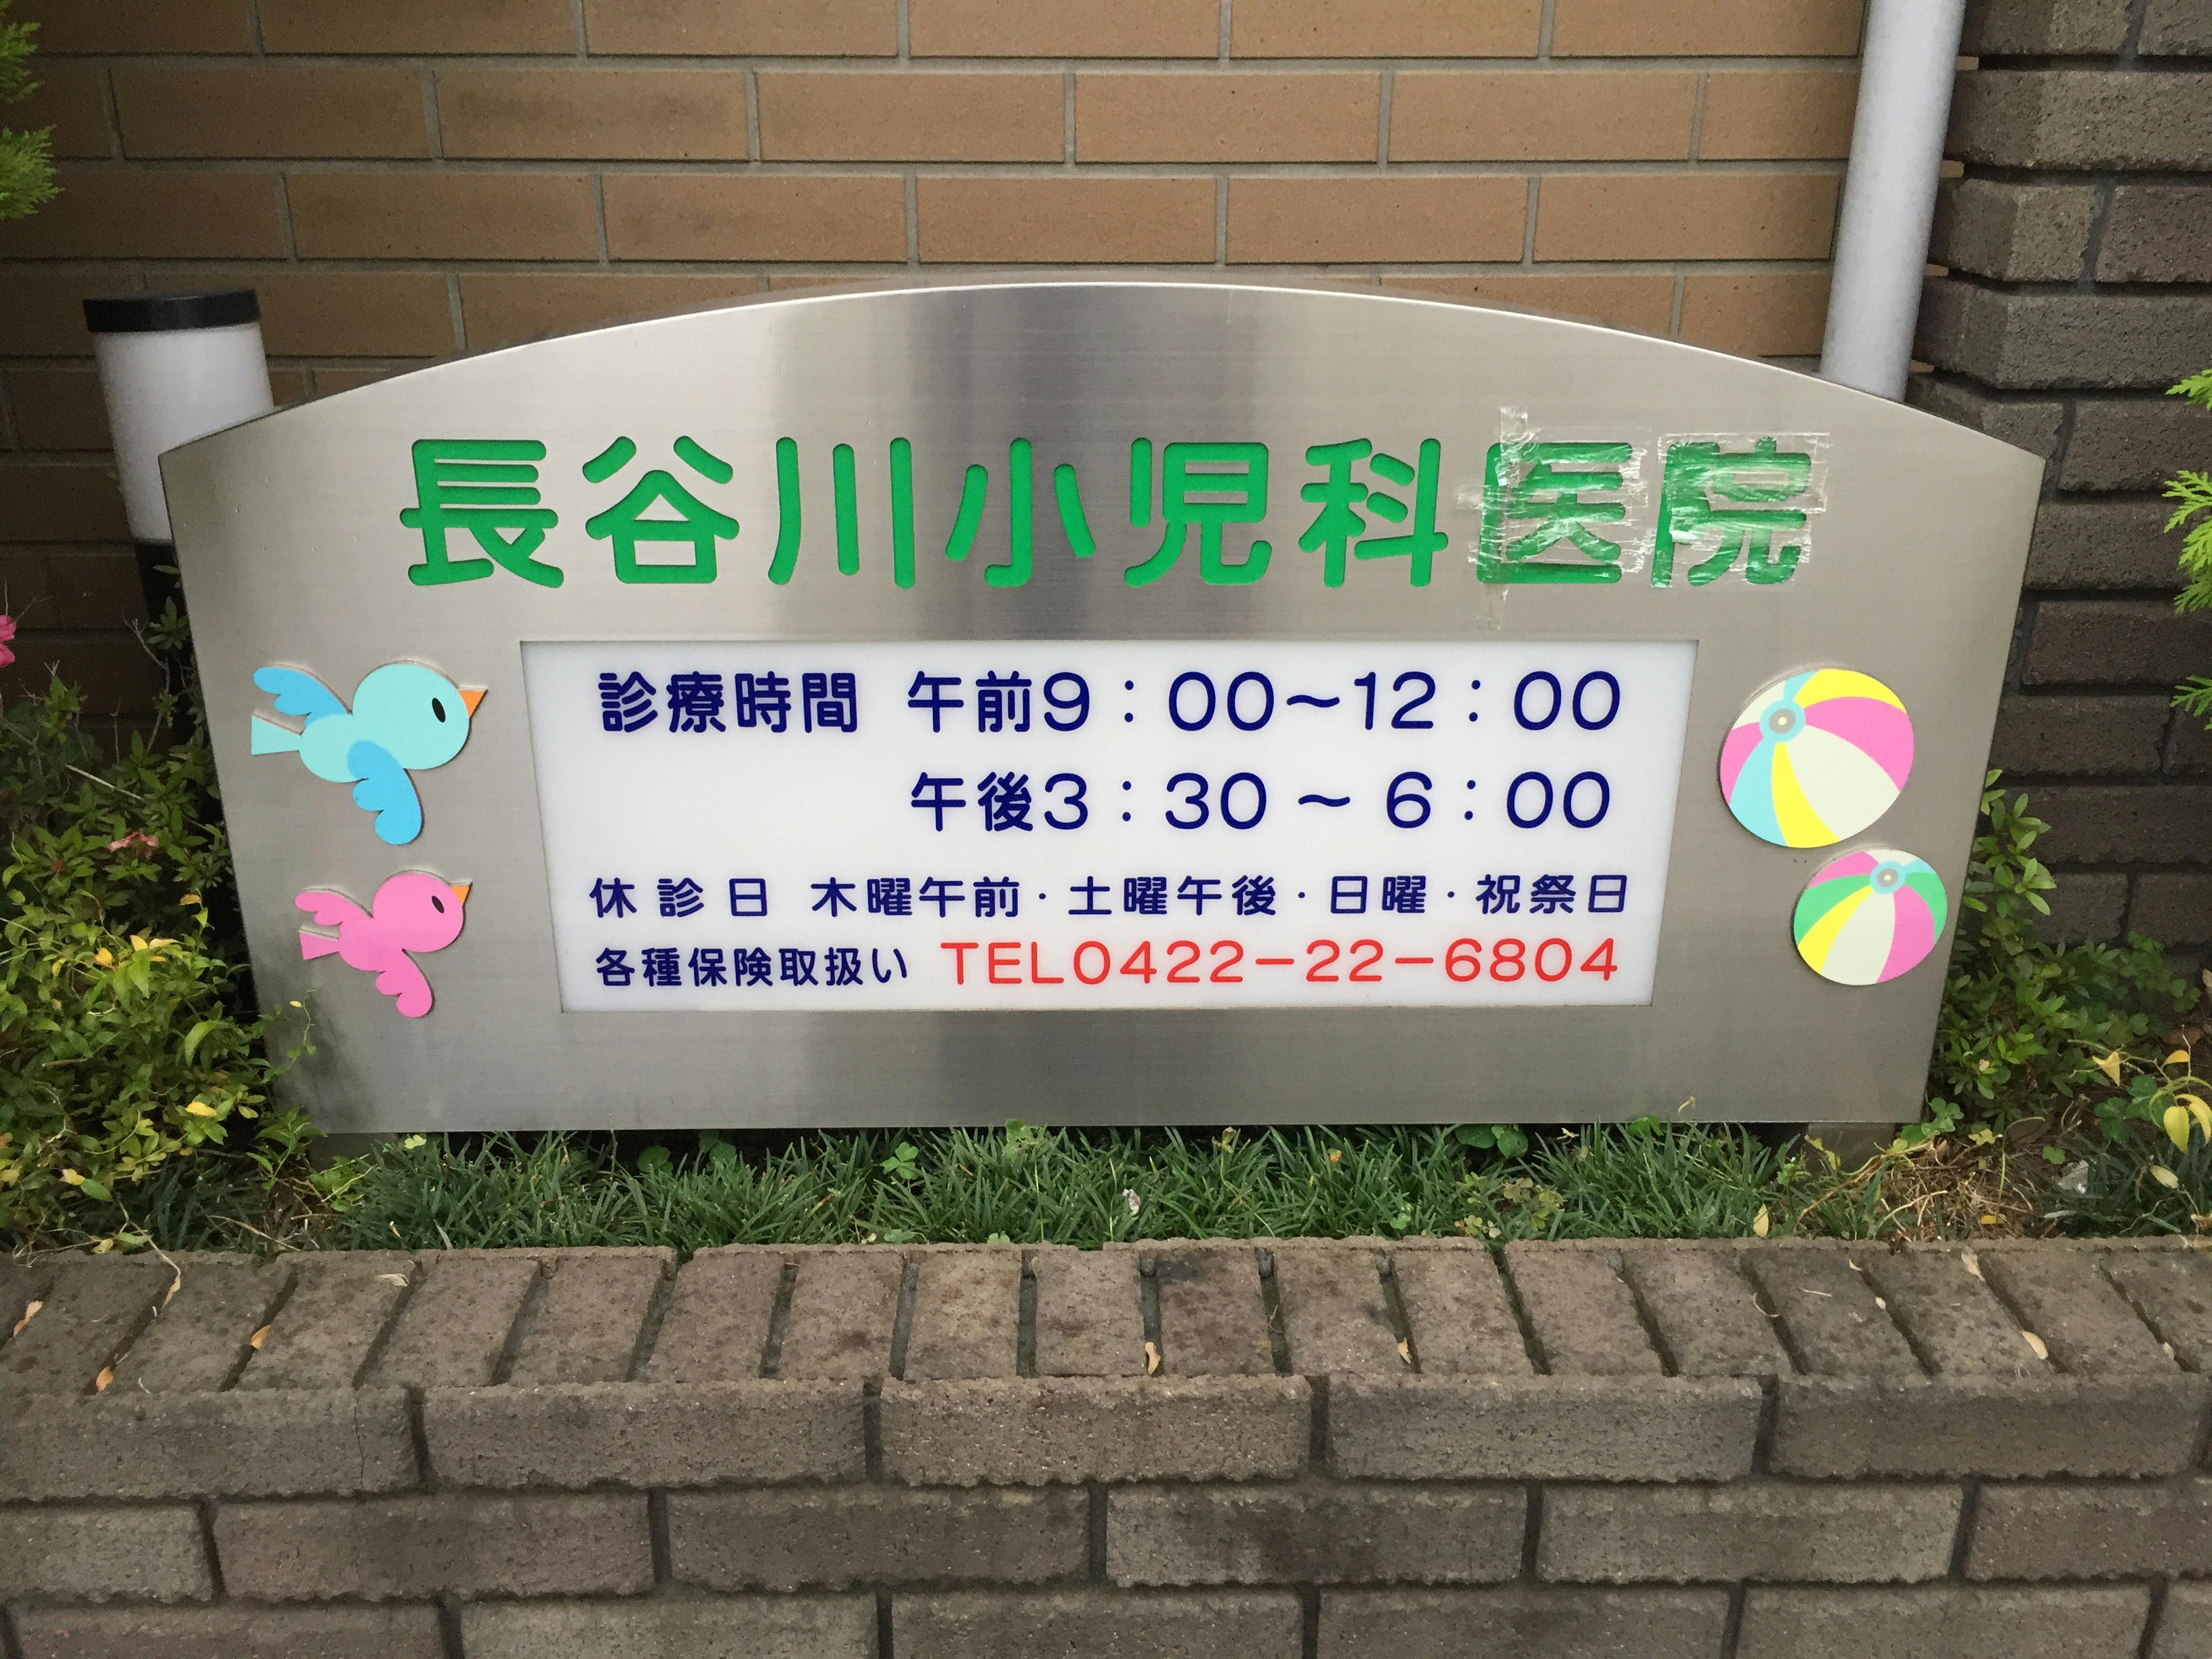 長谷川小児科医院
診療時間 午前9：00～12：00
午後3：30～6：00
休診日 木曜午前・土曜午後・日曜・祝祭日
各種保険取扱い TEL0422-22-6804